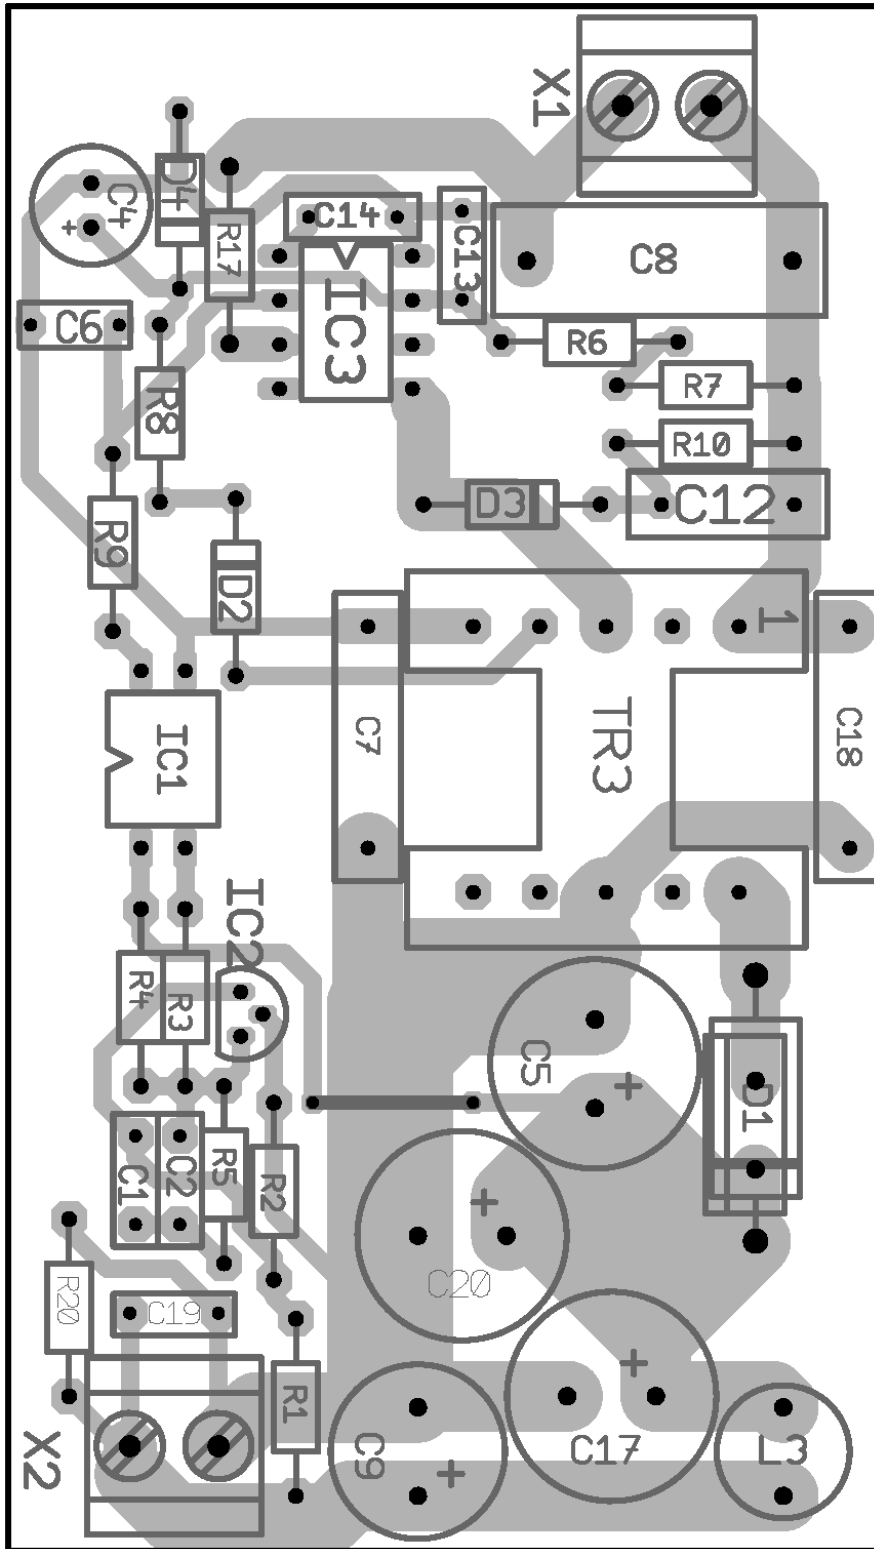 X1
D4
C4
+
R17
C14
C13
C8
C6
IC3
R6
R7
R8
R10
C12
D3
R9
D2
1
TR3
C7
C18
IC1
IC2
R4
R3
C5
+
D1
C1
C2
R5
R2
+
C20
R20
C19
+
R1
X2
C9
+
C17
L3